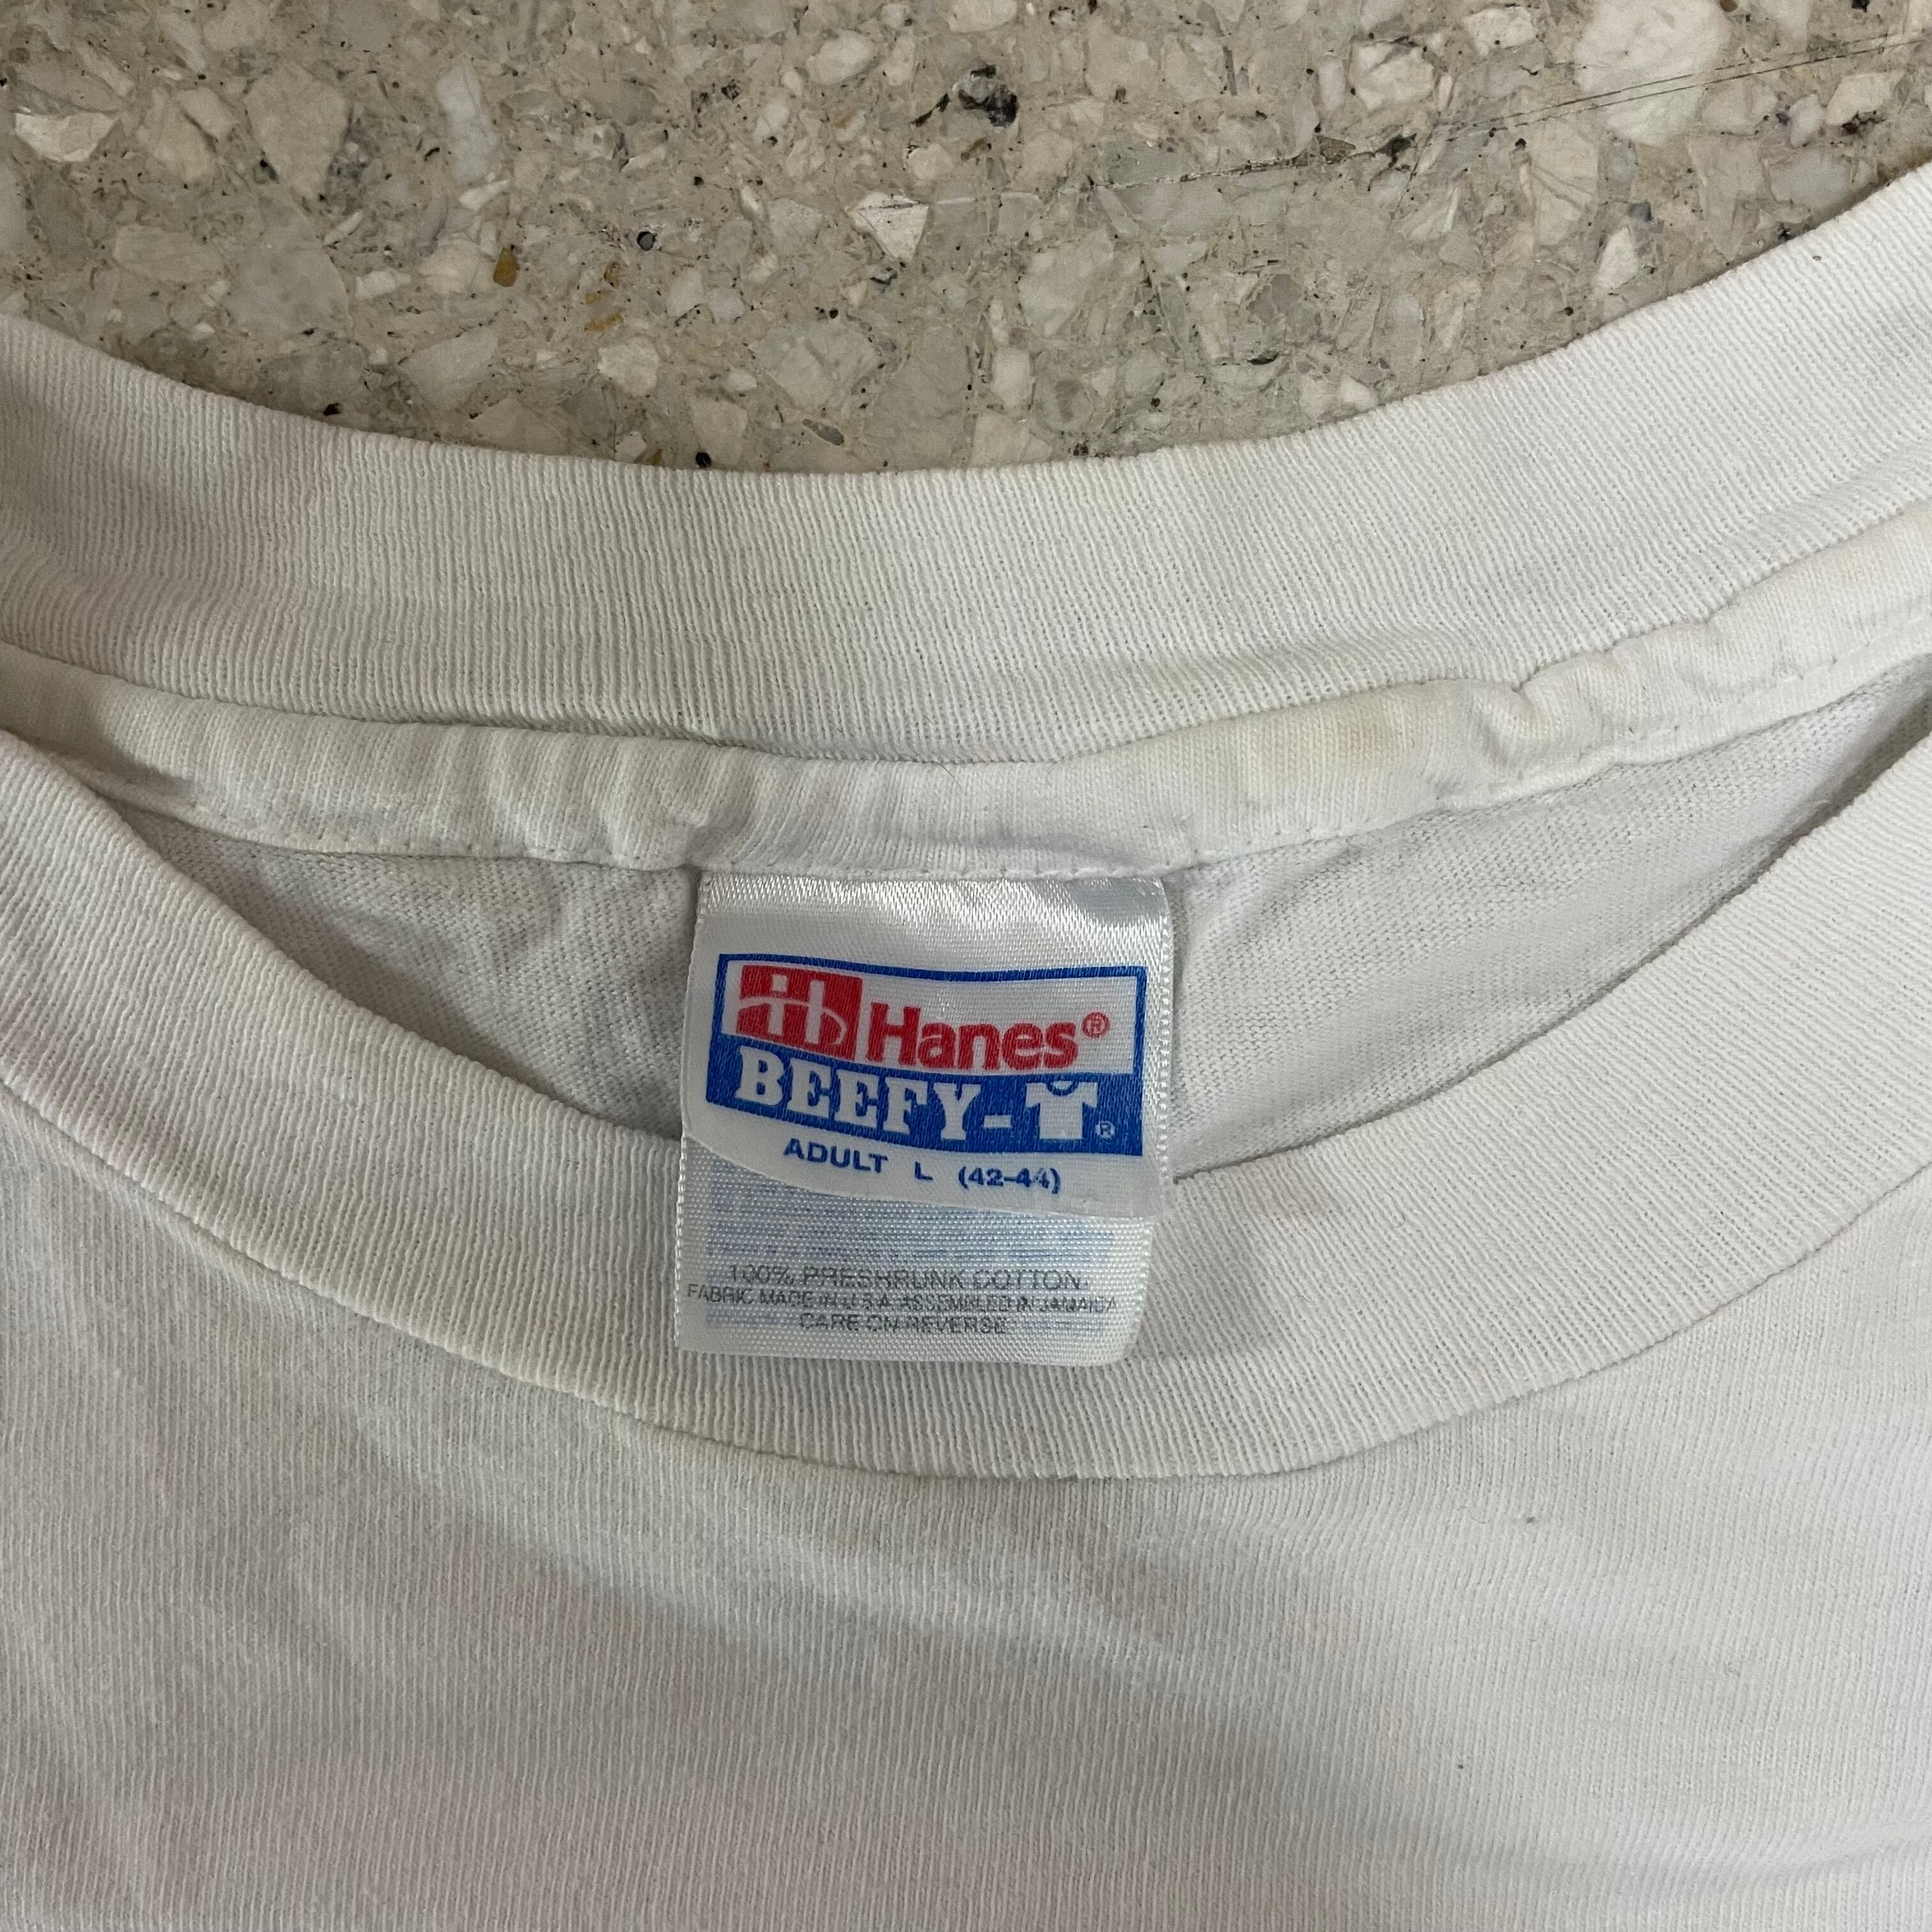 Hanes®
BEEFY-T®
ADULT L (42-44)
100% PRESHRUNK COTTON
FABRIC MADE IN U.S.A. ASSEMBLED IN JAMAICA
CARE ON REVERSE